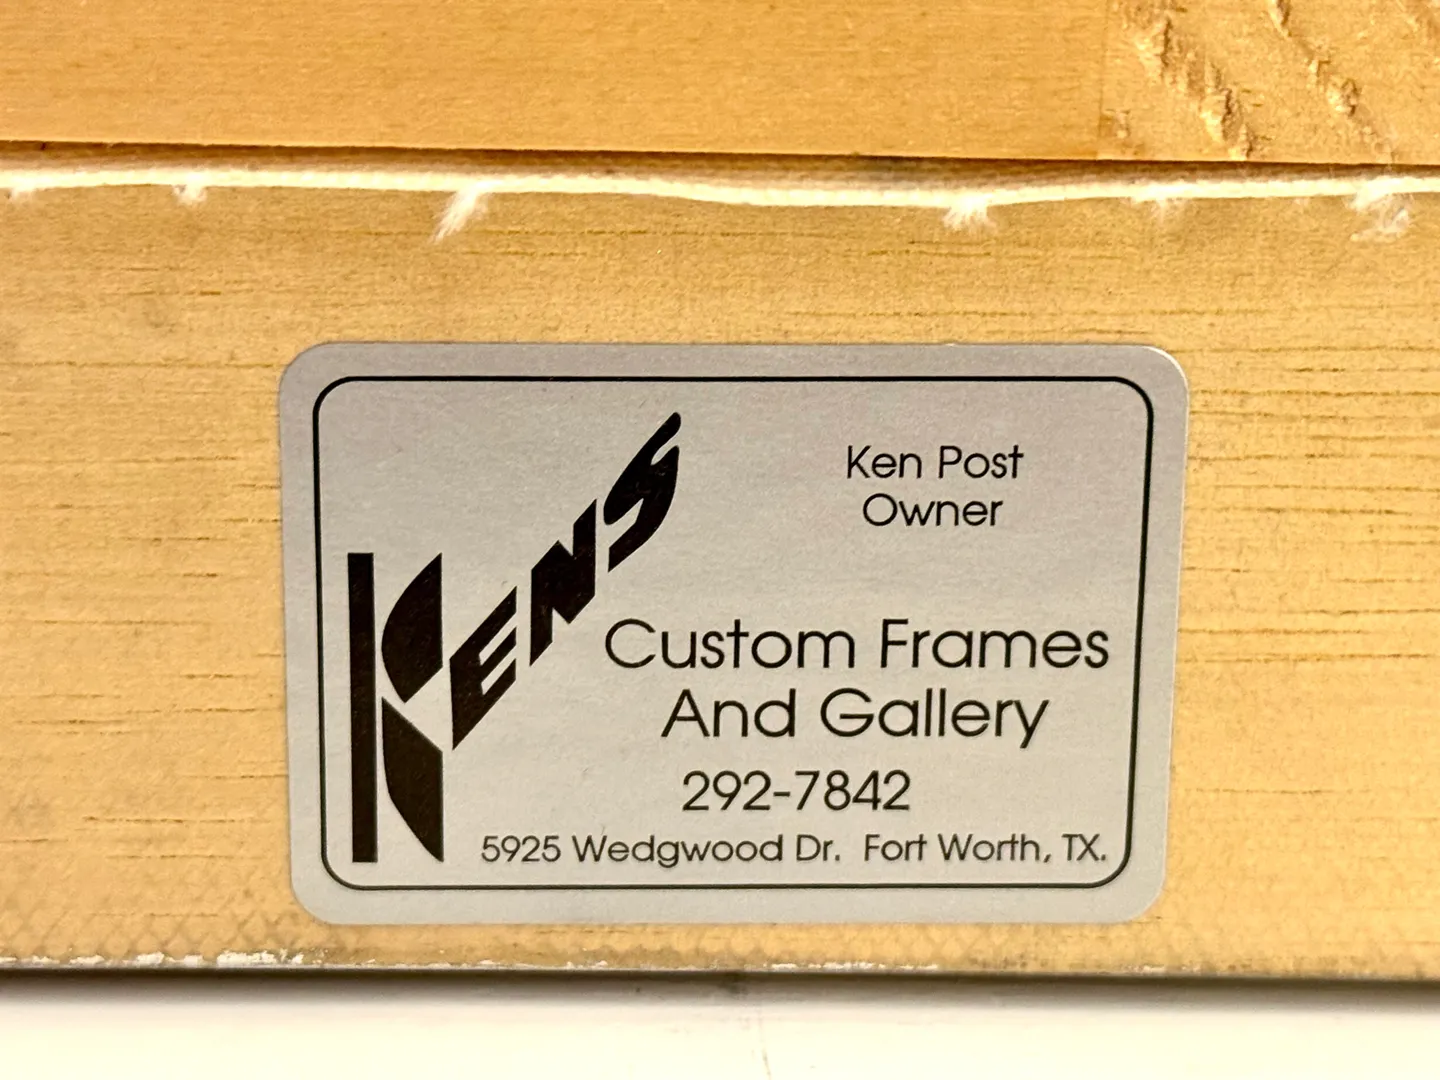 KENS
Ken Post
Owner
Custom Frames
And Gallery
292-7842
5925 Wedgwood Dr. Fort Worth, TX.